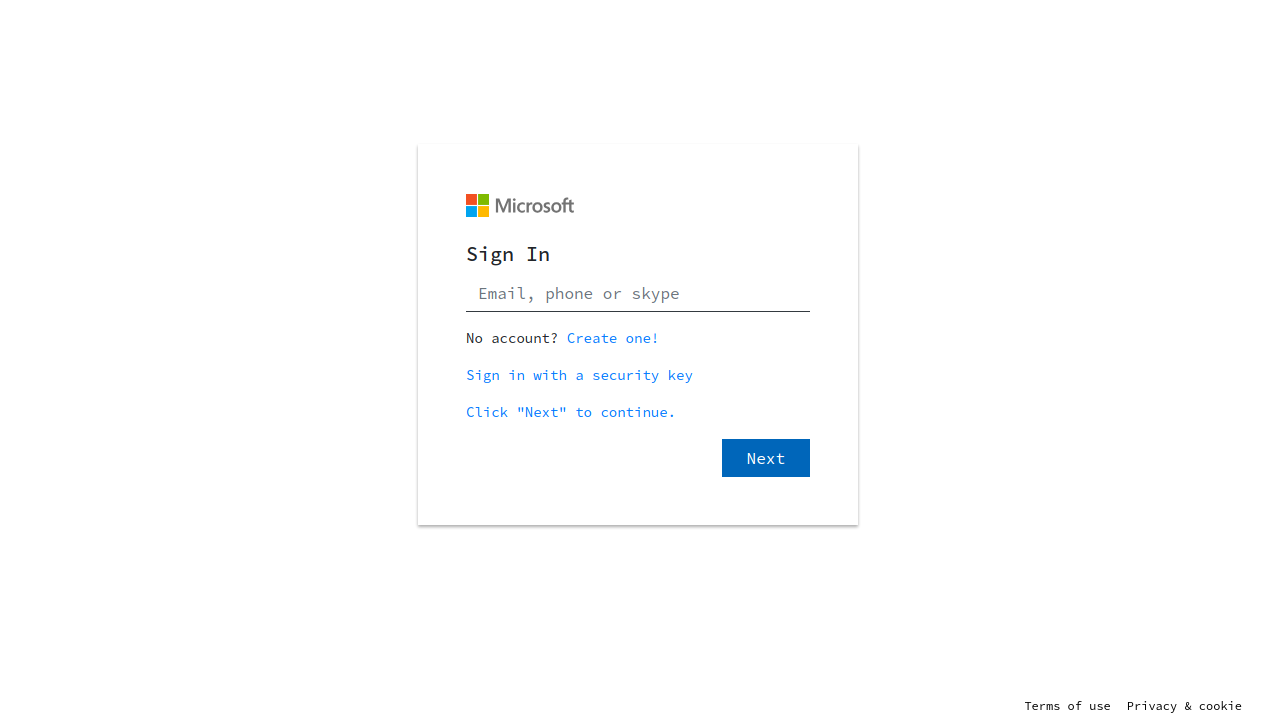 Microsoft
Sign In
Email, phone or skype
No account? Create one!
Sign in with a security key
Click "Next" to continue.
Next
Terms of use Privacy & cookie